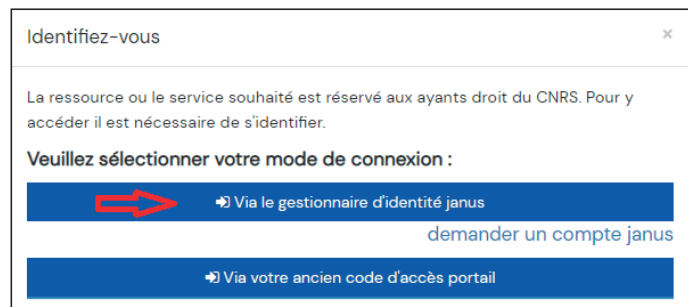 Identifiez-vous ×
La ressource ou le service souhaité est réservé aux ayants droit du CNRS. Pour y
accéder il est nécessaire de s'identifier.
Veuillez sélectionner votre mode de connexion :
Via le gestionnaire d'identité janus
demander un compte janus
Via votre ancien code d'accès portail